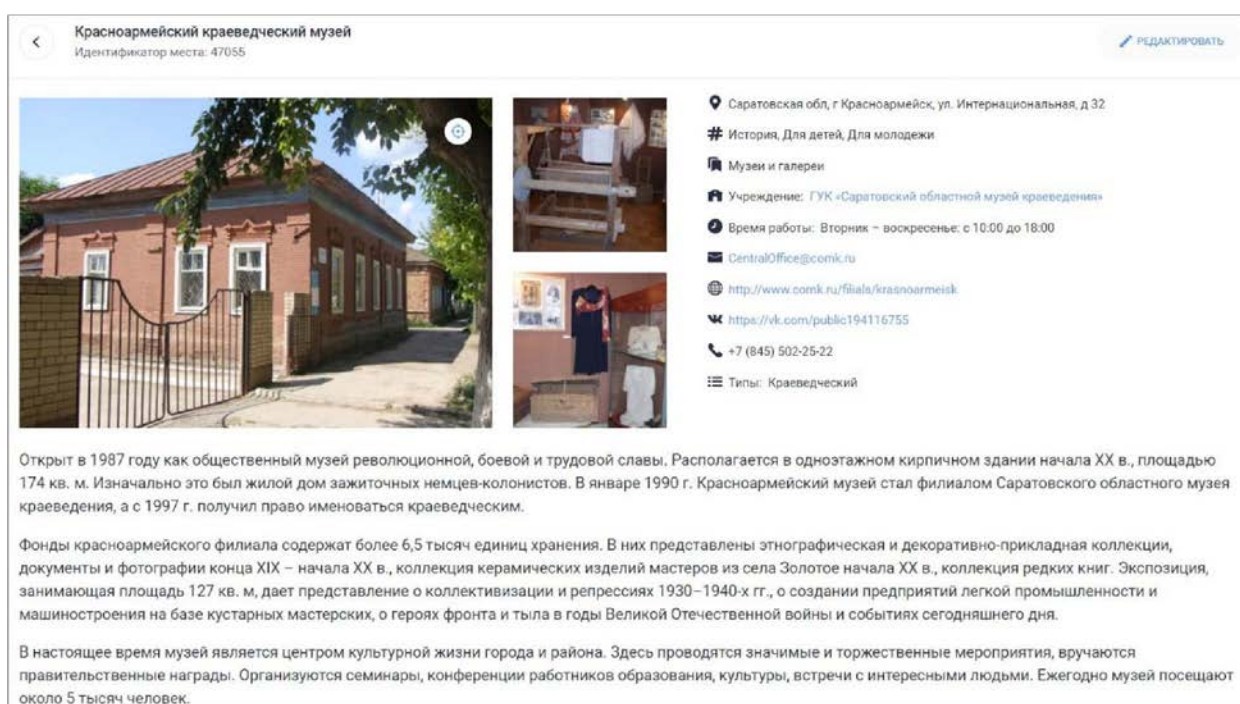 Красноармейский краеведческий музей
Идентификатор места: 47055
РЕДАКТИРОВАТЬ
Саратовская обл, г Красноармейск, ул. Интернациональная, д 32
История, Для детей, Для молодежи
Музеи и галереи
Учреждение: ГУК «Саратовский областной музей краеведения»
Время работы: Вторник – воскресенье: с 10:00 до 18:00
CentralOffice@comk.ru
http://www.comk.ru/filials/krasnoarmeisk
https://vk.com/public194116755
+7 (845) 502-25-22
Типы: Краеведческий
Открыт в 1987 году как общественный музей революционной, боевой и трудовой славы. Располагается в одноэтажном кирпичном здании начала XX в., площадью
174 кв. м. Изначально это был жилой дом зажиточных немцев-колонистов. В январе 1990 г. Красноармейский музей стал филиалом Саратовского областного музея
краеведения, а с 1997 г. получил право именоваться краеведческим.
Фонды красноармейского филиала содержат более 6,5 тысяч единиц хранения. В них представлены этнографическая и декоративно-прикладная коллекции,
документы и фотографии конца XIX – начала XX в., коллекция керамических изделий мастеров из села Золотое начала XX в., коллекция редких книг. Экспозиция,
занимающая площадь 127 кв. м, дает представление о коллективизации и репрессиях 1930–1940-х гг., о создании предприятий легкой промышленности и
машиностроения на базе кустарных мастерских, о героях фронта и тыла в годы Великой Отечественной войны и событиях сегодняшнего дня.
В настоящее время музей является центром культурной жизни города и района. Здесь проводятся значимые и торжественные мероприятия, вручаются
правительственные награды. Организуются семинары, конференции работников образования, культуры, встречи с интересными людьми. Ежегодно музей посещают
около 5 тысяч человек.